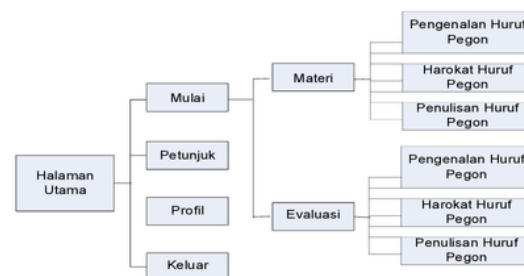 Halaman
Utama
Mulai
Petunjuk
Profil
Keluar
Materi
Evaluasi
Pengenalan Huruf
Pegon
Harokat Huruf
Pegon
Penulisan Huruf
Pegon
Pengenalan Huruf
Pegon
Harokat Huruf
Pegon
Penulisan Huruf
Pegon